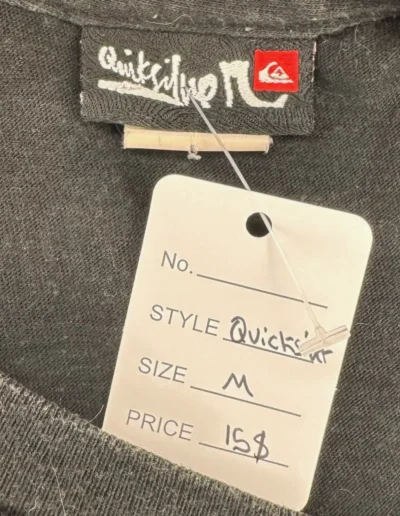 Quiksilver
No.
STYLE Quicksilver
SIZE M
PRICE 15$